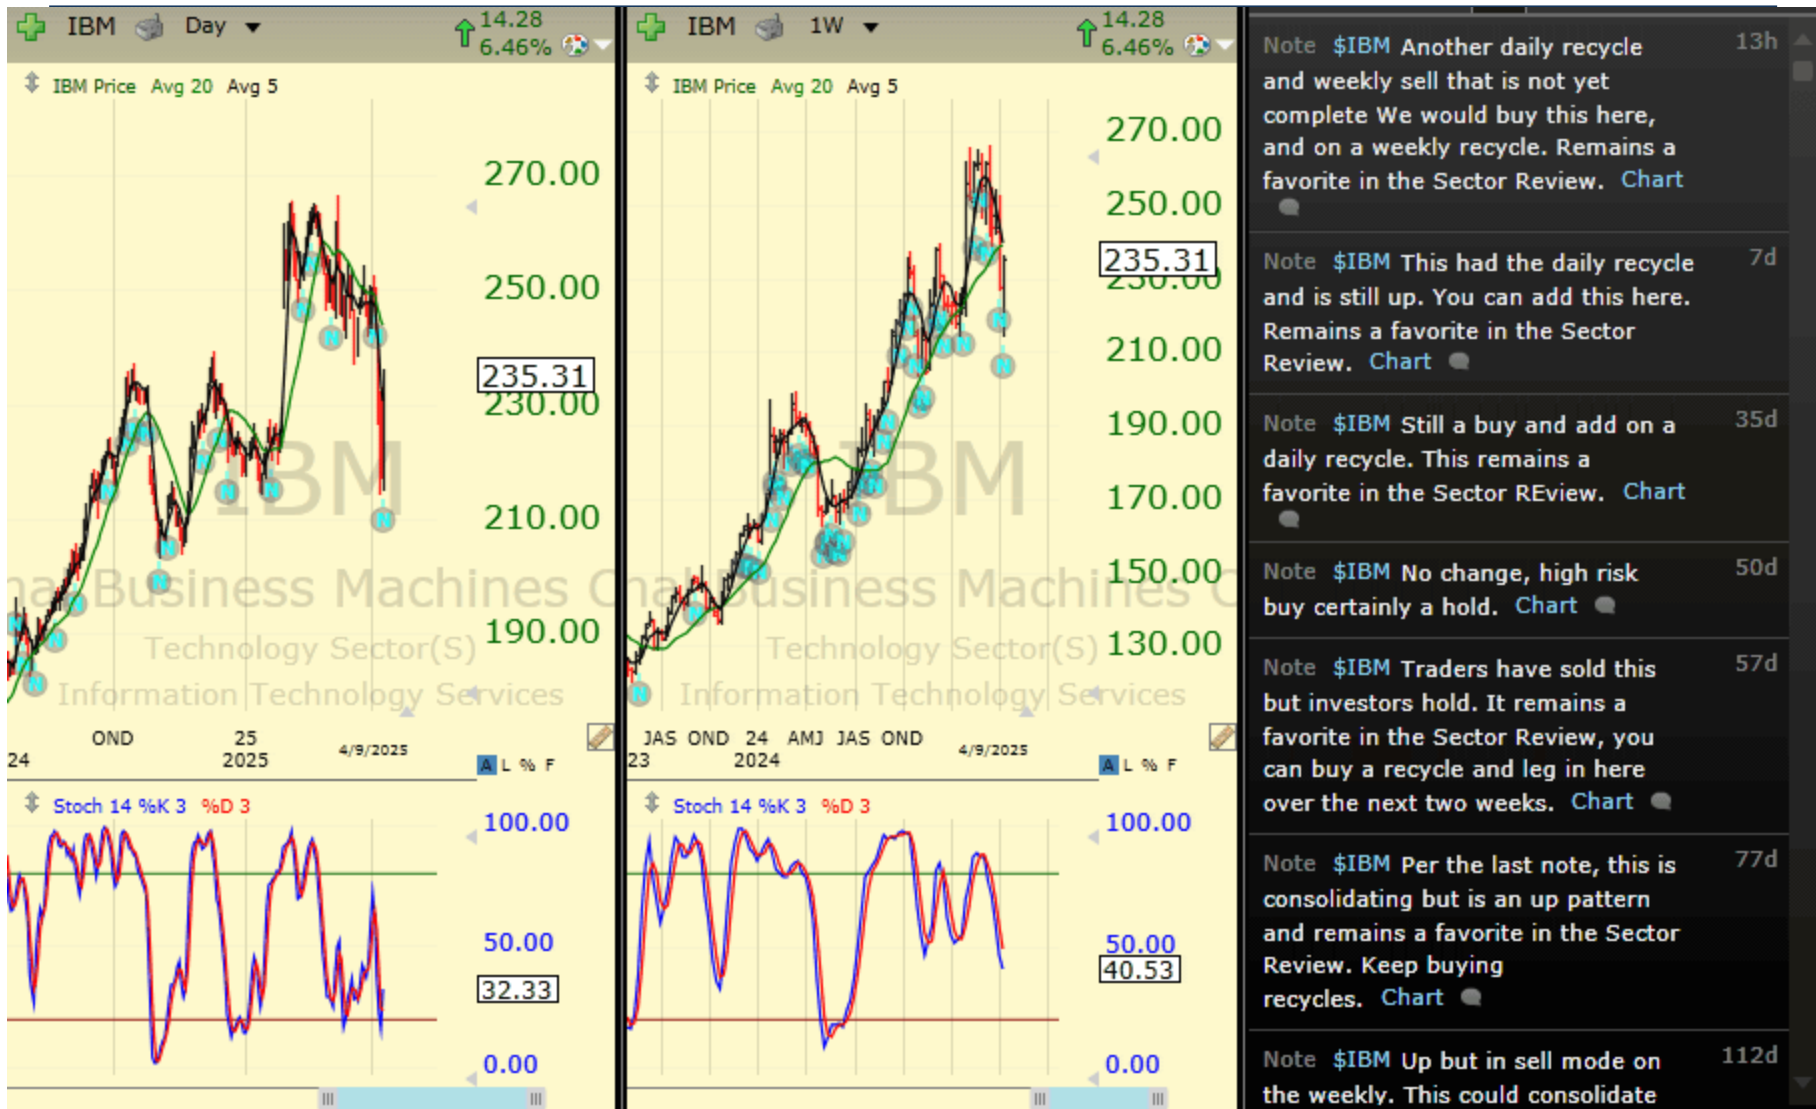 IBM Day
14.28
6.46%
IBM Price Avg 20 Avg 5
270.00
250.00
235.31
230.00
210.00
190.00
IBM
Business Machines
Technology Sector(S)
Information Technology Services
OND 25
24 2025 4/9/2025
A L % F
Stoch 14 %K 3 %D 3
100.00
50.00
32.33
0.00
IBM 1W
14.28
6.46%
IBM Price Avg 20 Avg 5
270.00
250.00
235.31
230.00
210.00
190.00
170.00
150.00
130.00
IBM
Business Machines
Technology Sector(S)
Information Technology Services
JAS OND 24 AMJ JAS OND
23 2024 4/9/2025
A L % F
Stoch 14 %K 3 %D 3
100.00
50.00
40.53
0.00
Note $IBM Another daily recycle 13h
and weekly sell that is not yet
complete We would buy this here,
and on a weekly recycle. Remains a
favorite in the Sector Review. Chart
Note $IBM This had the daily recycle 7d
and is still up. You can add this here.
Remains a favorite in the Sector
Review. Chart
Note $IBM Still a buy and add on a 35d
daily recycle. This remains a
favorite in the Sector REview. Chart
Note $IBM No change, high risk 50d
buy certainly a hold. Chart
Note $IBM Traders have sold this 57d
but investors hold. It remains a
favorite in the Sector Review, you
can buy a recycle and leg in here
over the next two weeks. Chart
Note $IBM Per the last note, this is 77d
consolidating but is an up pattern
and remains a favorite in the Sector
Review. Keep buying
recycles. Chart
Note $IBM Up but in sell mode on 112d
the weekly. This could consolidate